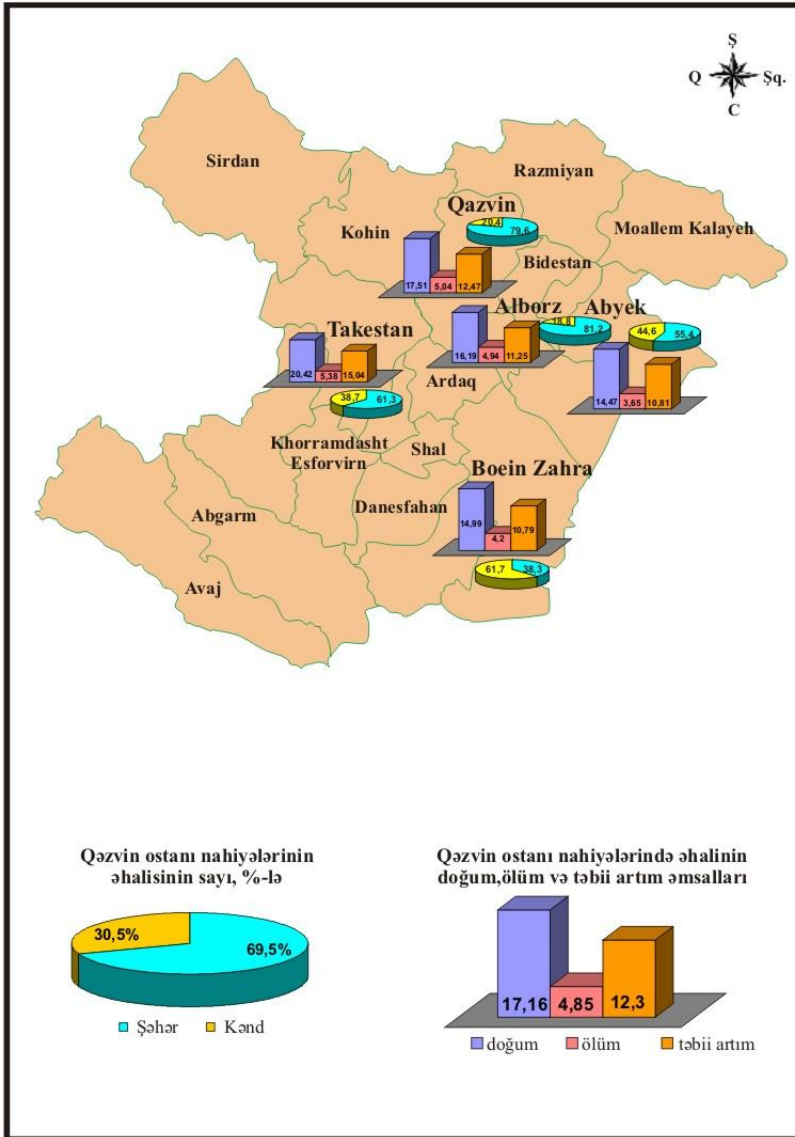 Ş
Q
Şq.
C
Sirdan
Razmiyan
Qazvin
Moallem Kalayeh
Kohin
20,4
79,6
Bidestan
17,51
5,04
12,47
Alborz
Abyek
18,8
81,2
44,6
55,4
Takestan
16,19
4,94
11,25
20,42
5,38
15,04
Ardaq
14,47
3,65
10,81
38,7
61,3
Khorramdasht
Esforvirn
Shal
Boein Zahra
Danesfahan
14,99
4,2
10,79
Abgarm
61,7
38,3
Avaj
Qəzvin ostanı nahiyələrinin
əhalisinin sayı, %-lə
30,5%
69,5%
Şəhər
Kənd
Qəzvin ostanı nahiyələrində əhalinin
doğum,ölüm və təbii artım əmsalları
17,16
4,85
12,3
doğum
ölüm
təbii artım